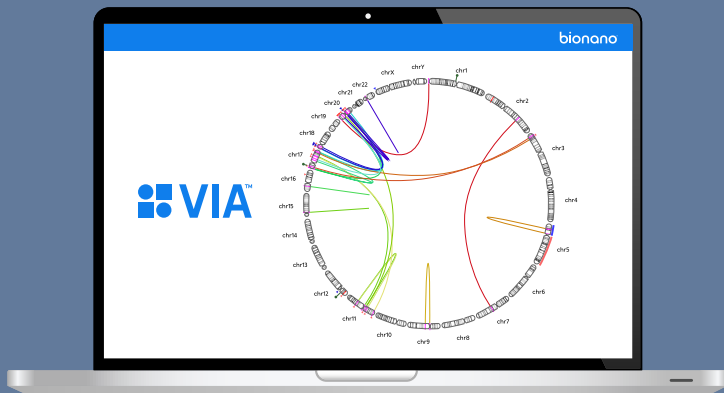 bionano
VIA™
chrY
chr1
chrX
chr22
chr21
chr20
chr19
chr18
chr17
chr16
chr15
chr14
chr13
chr12
chr11
chr10
chr9
chr8
chr7
chr6
chr5
chr4
chr3
chr2